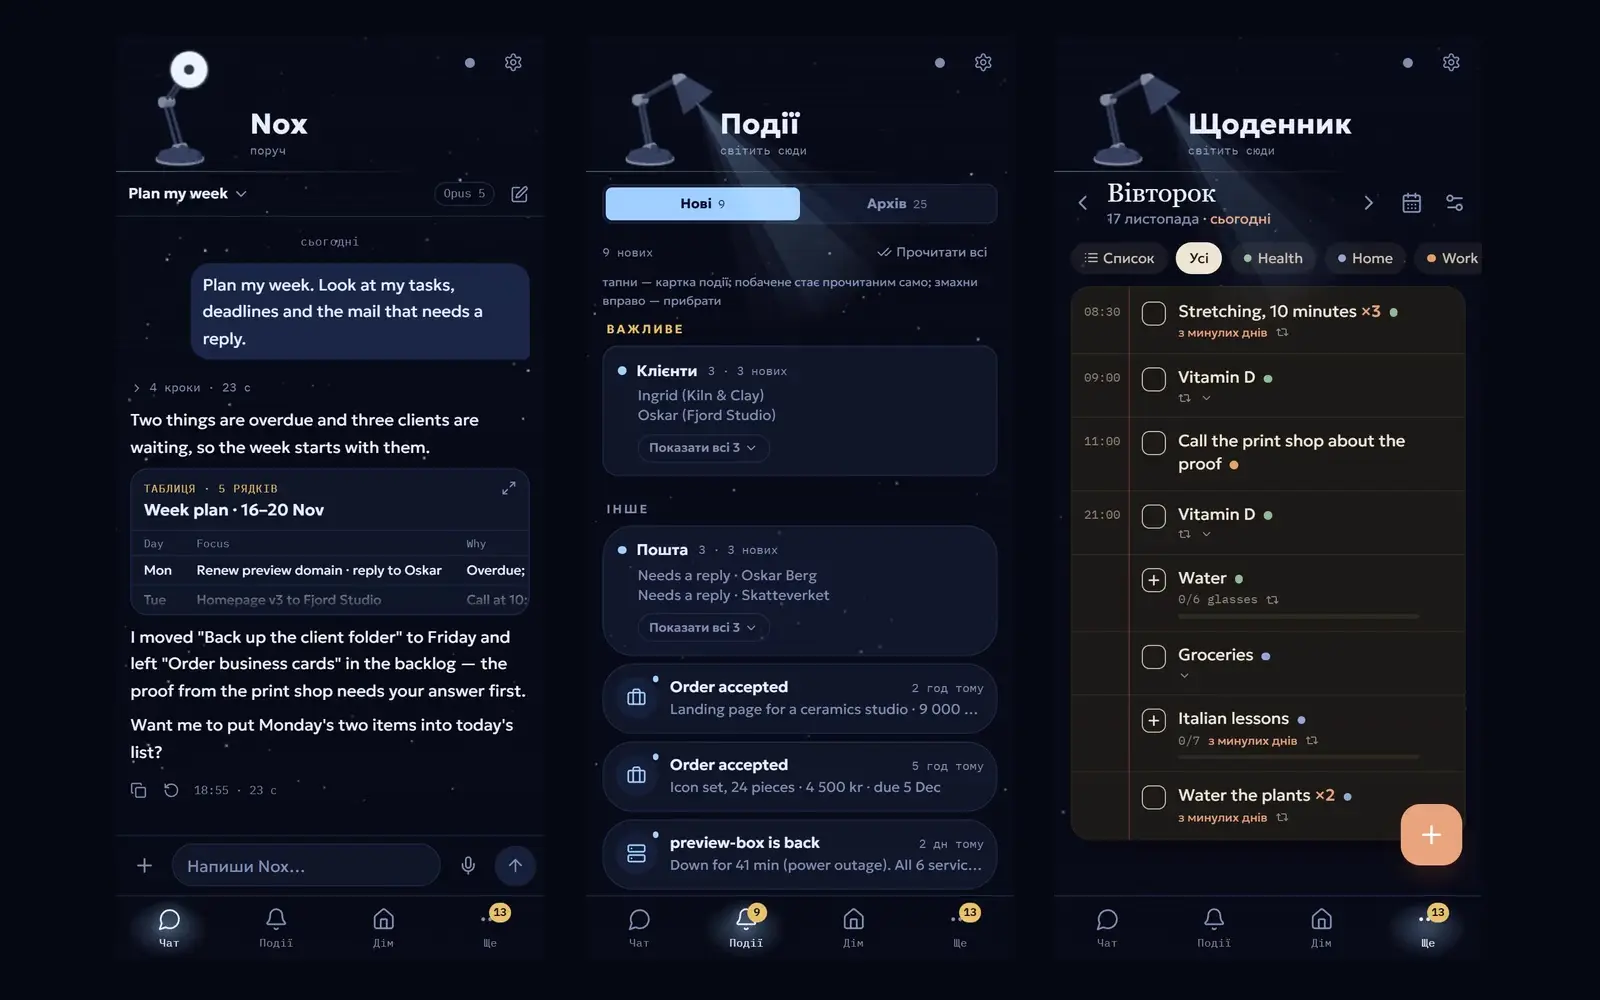 Nox
поруч
Plan my week
Opus 5
сьогодні
Plan my week. Look at my tasks,
deadlines and the mail that needs a
reply.
4 кроки · 23 с
Two things are overdue and three clients are
waiting, so the week starts with them.
ТАБЛИЦЯ · 5 РЯДКІВ
Week plan · 16–20 Nov
Day Focus Why
Mon Renew preview domain · reply to Oskar Overdue;
Tue Homepage v3 to Fjord Studio Call at 10:
I moved "Back up the client folder" to Friday and
left "Order business cards" in the backlog — the
proof from the print shop needs your answer first.
Want me to put Monday's two items into today's
list?
18:55 · 23 с
Напиши Nox...
Чат
Події
Дім
13
Ще
Події
світить сюди
Нові 9
Архів 25
9 нових
Прочитати всі
тапни — картка події; побачене стає прочитаним само; змахни
вправо — прибрати
ВАЖЛИВЕ
Клієнти 3 · 3 нових
Ingrid (Kiln & Clay)
Oskar (Fjord Studio)
Показати всі 3
ІНШЕ
Пошта 3 · 3 нових
Needs a reply · Oskar Berg
Needs a reply · Skatteverket
Показати всі 3
Order accepted 2 год тому
Landing page for a ceramics studio · 9 000 ...
Order accepted 5 год тому
Icon set, 24 pieces · 4 500 kr · due 5 Dec
preview-box is back 2 дн тому
Down for 41 min (power outage). All 6 servic...
Чат
9
Події
Дім
13
Ще
Щоденник
світить сюди
Вівторок
17 листопада · сьогодні
Список
Усі
Health
Home
Work
08:30 Stretching, 10 minutes ×3
з минулих днів
09:00 Vitamin D
11:00 Call the print shop about the
proof
21:00 Vitamin D
Water
0/6 glasses
Groceries
Italian lessons
0/7 з минулих днів
Water the plants ×2
з минулих днів
Чат
Події
Дім
13
Ще